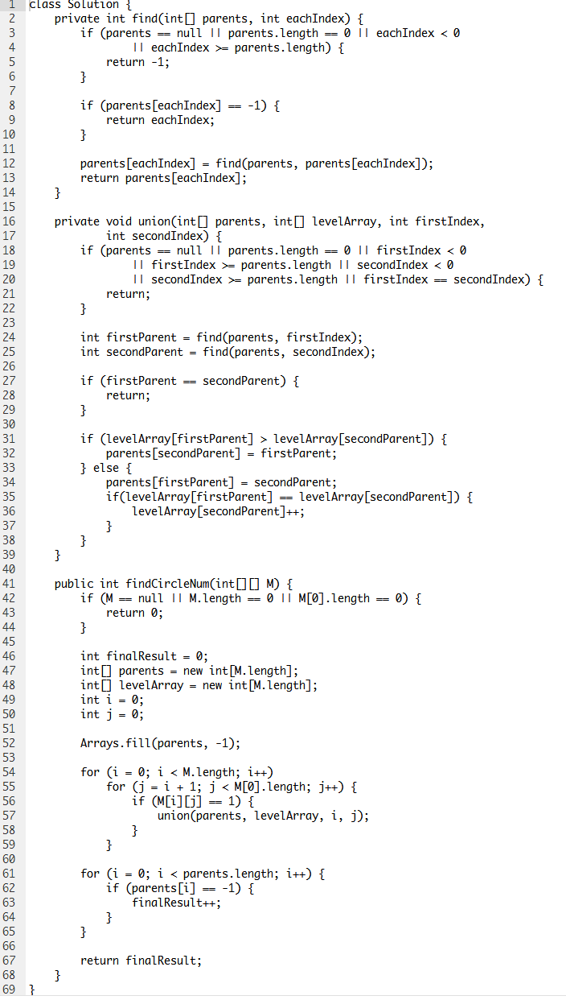 1 class Solution {
2     private int find(int[] parents, int eachIndex) {
3         if (parents == null || parents.length == 0 || eachIndex < 0
4                 || eachIndex >= parents.length) {
5             return -1;
6         }
7
8         if (parents[eachIndex] == -1) {
9             return eachIndex;
10         }
11
12         parents[eachIndex] = find(parents, parents[eachIndex]);
13         return parents[eachIndex];
14     }
15
16     private void union(int[] parents, int[] levelArray, int firstIndex,
17             int secondIndex) {
18         if (parents == null || parents.length == 0 || firstIndex < 0
19                 || firstIndex >= parents.length || secondIndex < 0
20                 || secondIndex >= parents.length || firstIndex == secondIndex) {
21             return;
22         }
23
24         int firstParent = find(parents, firstIndex);
25         int secondParent = find(parents, secondIndex);
26
27         if (firstParent == secondParent) {
28             return;
29         }
30
31         if (levelArray[firstParent] > levelArray[secondParent]) {
32             parents[secondParent] = firstParent;
33         } else {
34             parents[firstParent] = secondParent;
35             if(levelArray[firstParent] == levelArray[secondParent]) {
36                 levelArray[secondParent]++;
37             }
38         }
39     }
40
41     public int findCircleNum(int[][] M) {
42         if (M == null || M.length == 0 || M[0].length == 0) {
43             return 0;
44         }
45
46         int finalResult = 0;
47         int[] parents = new int[M.length];
48         int[] levelArray = new int[M.length];
49         int i = 0;
50         int j = 0;
51
52         Arrays.fill(parents, -1);
53
54         for (i = 0; i < M.length; i++)
55             for (j = i + 1; j < M[0].length; j++) {
56                 if (M[i][j] == 1) {
57                     union(parents, levelArray, i, j);
58                 }
59             }
60
61         for (i = 0; i < parents.length; i++) {
62             if (parents[i] == -1) {
63                 finalResult++;
64             }
65         }
66
67         return finalResult;
68     }
69 }